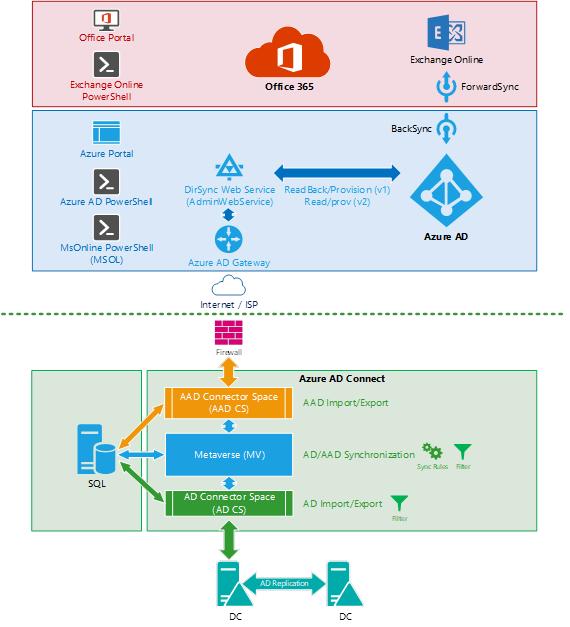 Office Portal
Exchange Online
PowerShell
Office 365
E
Exchange Online
ForwardSync
BackSync
Azure Portal
Azure AD PowerShell
MsOnline PowerShell
(MSOL)
DirSync Web Service
(AdminWebService)
ReadBack/Provision (v1)
Read/prov (v2)
Azure AD
Azure AD Gateway
Internet / ISP
Firewall
Azure AD Connect
AAD Connector Space
(AAD CS)
AAD Import/Export
Metaverse (MV)
AD/AAD Synchronization
Sync Rules
Filter
SQL
AD Connector Space
(AD CS)
AD Import/Export
Filter
AD Replication
DC
DC